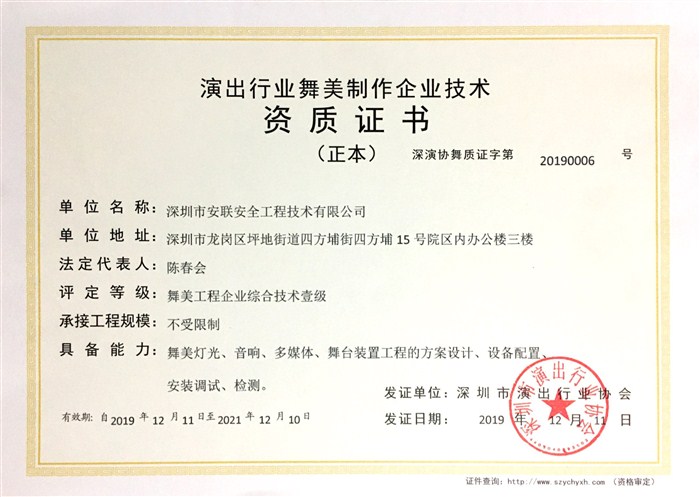 演出行业舞美制作企业技术
资质证书
（正本） 深演协舞质证字第 20190006 号
单位名称：深圳市安联安全工程技术有限公司
单位地址：深圳市龙岗区坪地街道四方埔街四方埔15号院区内办公楼三楼
法定代表人：陈春会
评定等级：舞美工程企业综合技术壹级
承接工程规模：不受限制
具备能力：舞美灯光、音响、多媒体、舞台装置工程的方案设计、设备配置、
安装调试、检测。
发证单位：深圳市演出行业协会
有效期：自2019年12月11日至2021年12月10日 发证日期：2019年12月11日
深圳市演出行业协会
证件查询：http://www.szychyxh.com（资格审定）